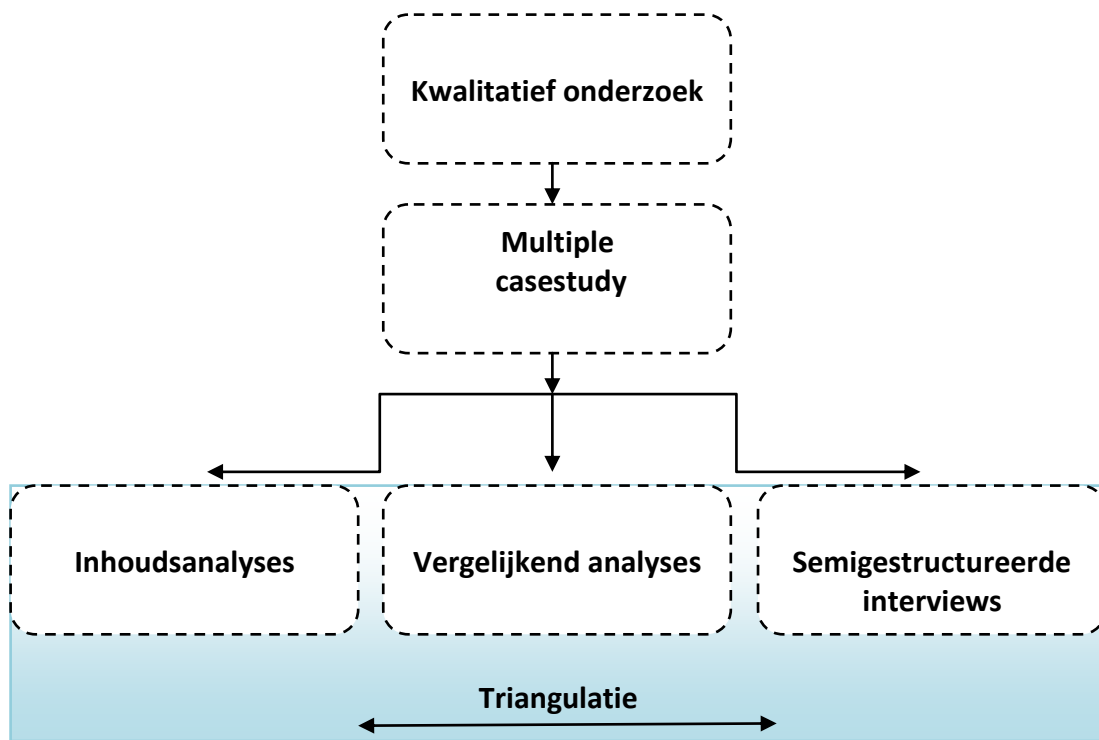 Kwalitatief onderzoek
Multiple
casestudy
Inhoudsanalyses
Vergelijkend analyses
Semigestructureerde
interviews
Triangulatie